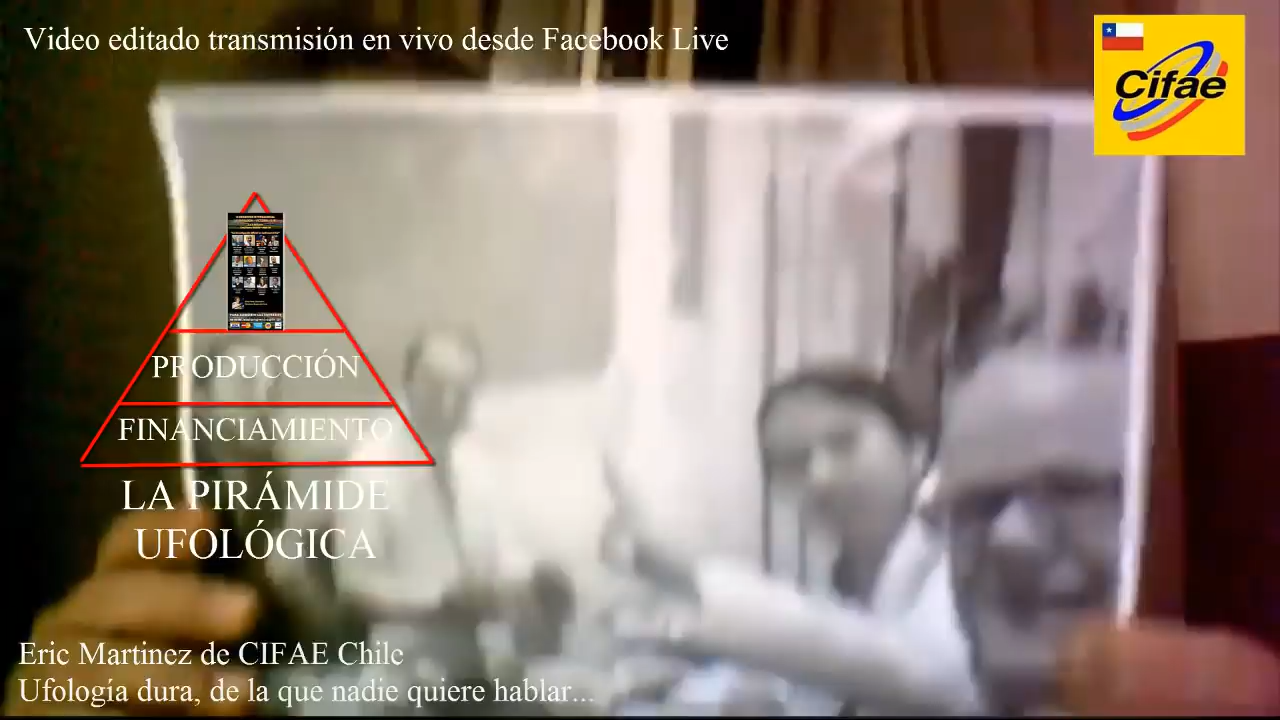 Video editado transmisión en vivo desde Facebook Live
Cifae
PRODUCCIÓN
FINANCIAMIENTO
LA PIRÁMIDE
UFOLÓGICA
Eric Martinez de CIFAE Chile
Ufología dura, de la que nadie quiere hablar...